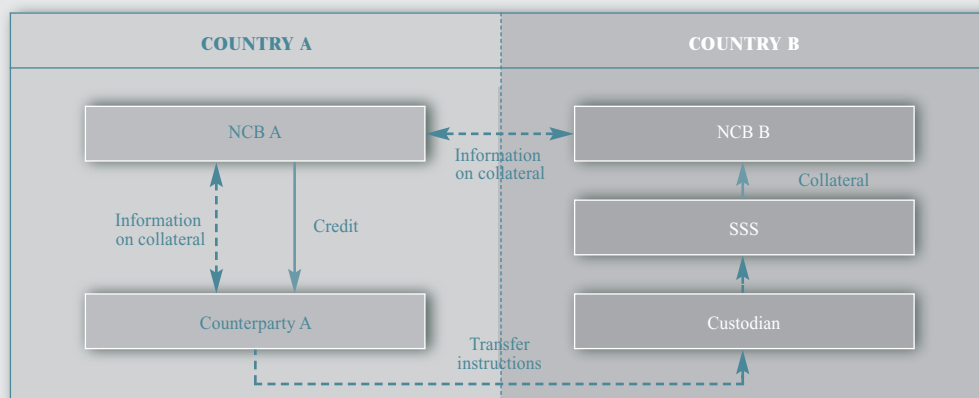 COUNTRY A
COUNTRY B
NCB A
NCB B
Information
on collateral
Collateral
Information
on collateral
Credit
SSS
Counterparty A
Custodian
Transfer
instructions